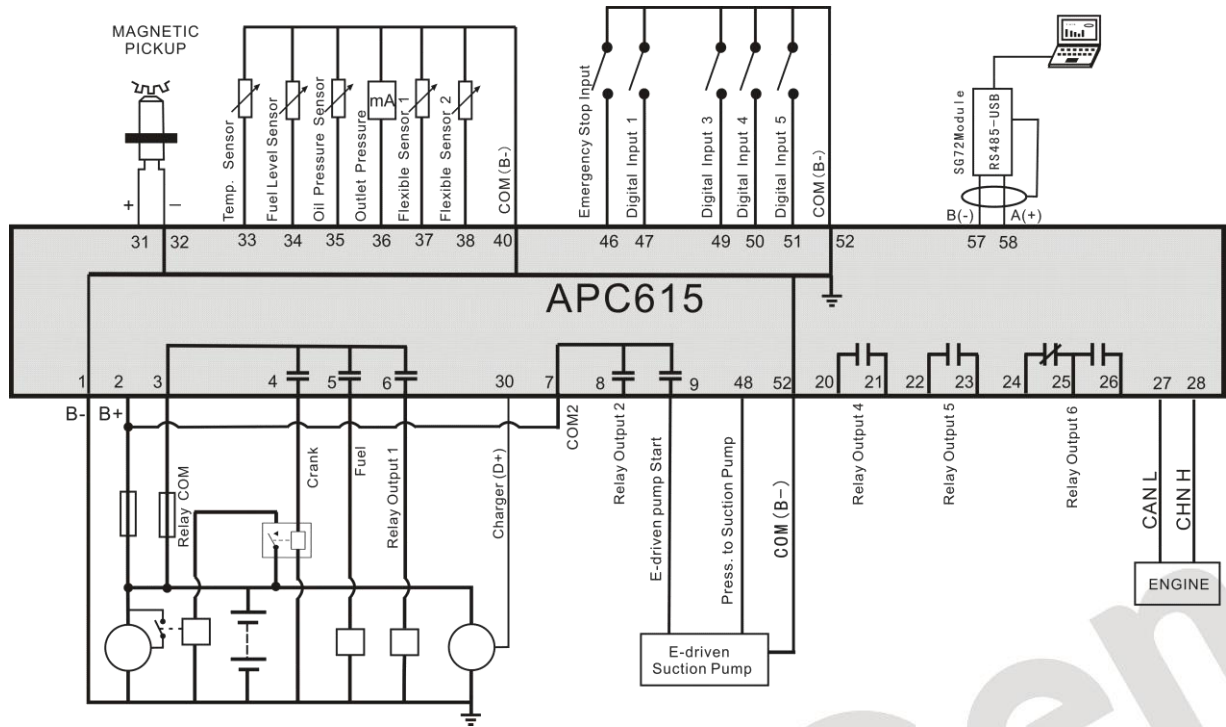 MAGNETIC
PICKUP
+
−
Temp. Sensor
Fuel Level Sensor
Oil Pressure Sensor
Outlet Pressure
mA
Flexible Sensor 1
Flexible Sensor 2
COM (B-)
Emergency Stop Input
Digital Input 1
Digital Input 3
Digital Input 4
Digital Input 5
COM (B-)
SG72Module
RS485-USB
B(-)
A(+)
31 32 33 34 35 36 37 38 40 46 47 49 50 51 52 57 58
APC615
1 2 3 4 5 6 30 7 8 9 48 52 20 21 22 23 24 25 26 27 28
B-
B+
Relay COM
Crank
Fuel
Relay Output 1
Charger (D+)
COM2
Relay Output 2
E-driven pump Start
Press. to Suction Pump
COM (B-)
Relay Output 4
Relay Output 5
Relay Output 6
CAN L
CHN H
ENGINE
E-driven
Suction Pump